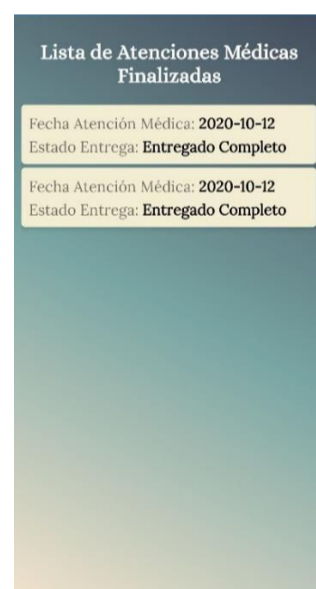 Lista de Atenciones Médicas
Finalizadas
Fecha Atención Médica: 2020-10-12
Estado Entrega: Entregado Completo
Fecha Atención Médica: 2020-10-12
Estado Entrega: Entregado Completo